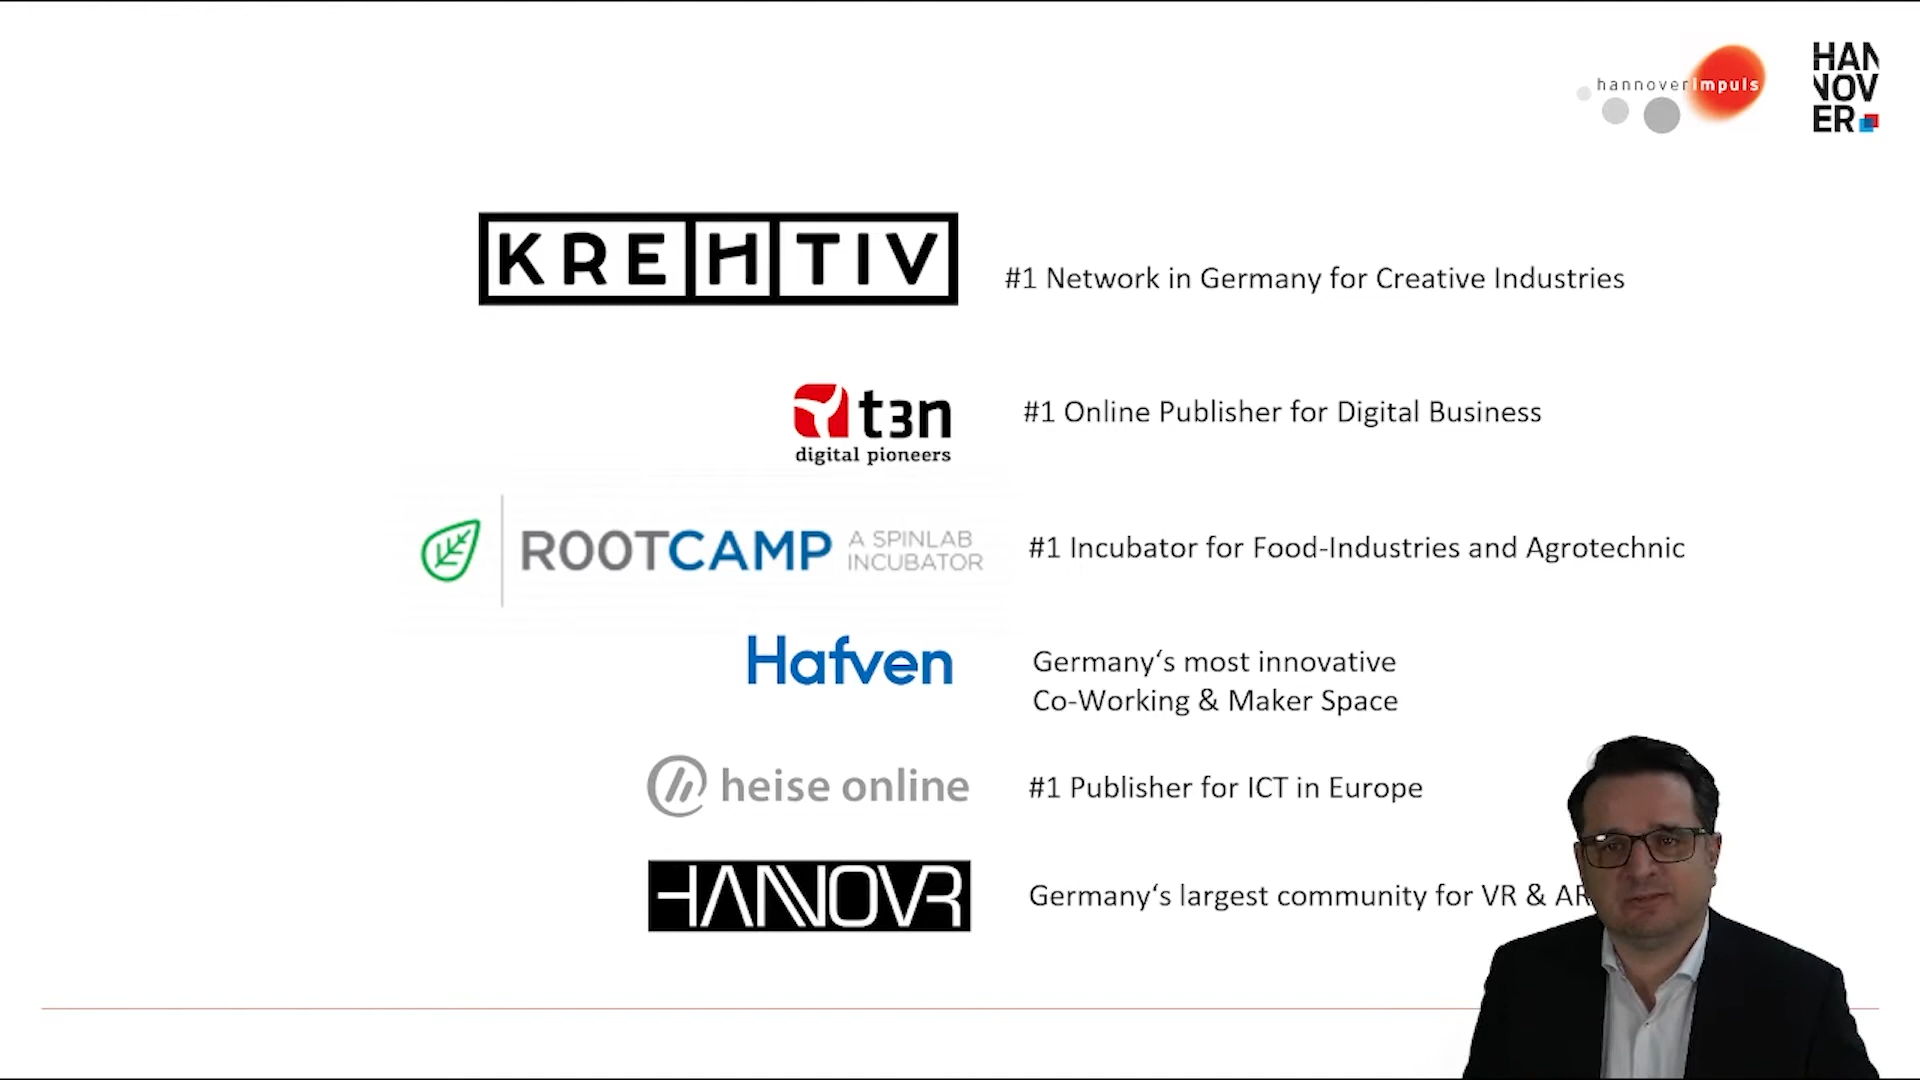 hannoverimpuls
HAN
NOV
ER
KREHTIV
#1 Network in Germany for Creative Industries
t3n
digital pioneers
#1 Online Publisher for Digital Business
ROOTCAMP
A SPINLAB
INCUBATOR
#1 Incubator for Food-Industries and Agrotechnic
Hafven
Germany‘s most innovative
Co-Working & Maker Space
heise online
#1 Publisher for ICT in Europe
HANNOVR
Germany‘s largest community for VR & AR